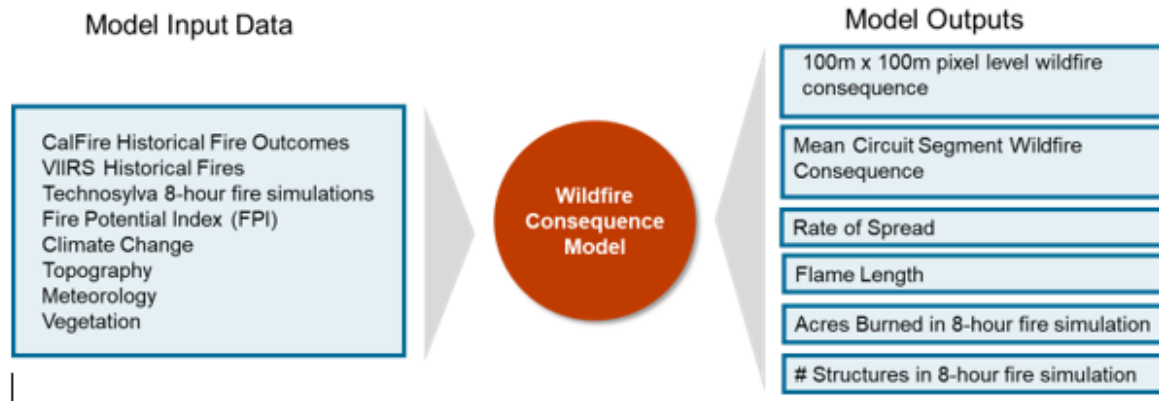 Model Input Data
CalFire Historical Fire Outcomes
VIIRS Historical Fires
Technosylva 8-hour fire simulations
Fire Potential Index (FPI)
Climate Change
Topography
Meteorology
Vegetation
Wildfire
Consequence
Model
Model Outputs
100m x 100m pixel level wildfire
consequence
Mean Circuit Segment Wildfire
Consequence
Rate of Spread
Flame Length
Acres Burned in 8-hour fire simulation
# Structures in 8-hour fire simulation